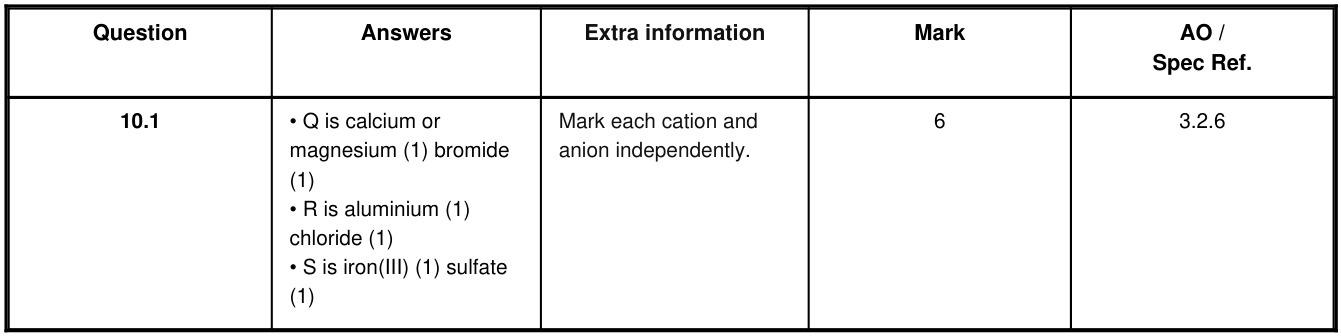 Question Answers Extra information Mark AO /
Spec Ref.
10.1 • Q is calcium or Mark each cation and 6 3.2.6
magnesium (1) bromide anion independently.
(1)
• R is aluminium (1)
chloride (1)
• S is iron(III) (1) sulfate
(1)